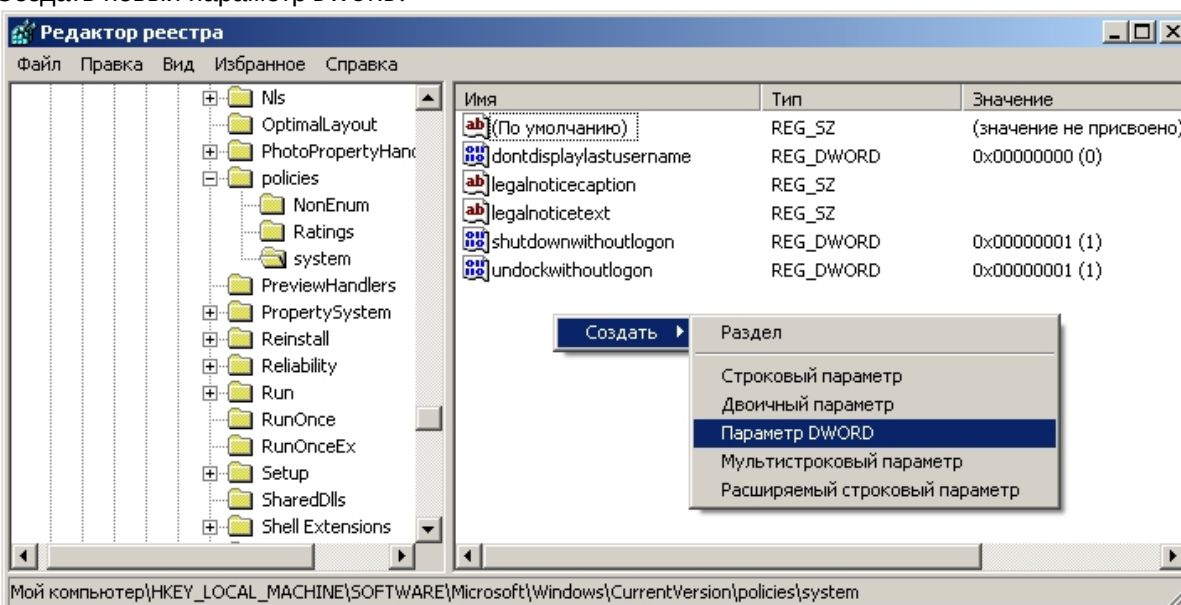 Создать новый параметр DWORD:
Редактор реестра
Файл Правка Вид Избранное Справка
Nls
OptimalLayout
PhotoPropertyHand
policies
NonEnum
Ratings
system
PreviewHandlers
PropertySystem
Reinstall
Reliability
Run
RunOnce
RunOnceEx
Setup
SharedDlls
Shell Extensions
Имя Тип Значение
(По умолчанию) REG_SZ (значение не присвоено)
dontdisplaylastusername REG_DWORD 0x00000000 (0)
legalnoticecaption REG_SZ
legalnoticetext REG_SZ
shutdownwithoutlogon REG_DWORD 0x00000001 (1)
undockwithoutlogon REG_DWORD 0x00000001 (1)
Создать
Раздел
Строковый параметр
Двоичный параметр
Параметр DWORD
Мультистроковый параметр
Расширяемый строковый параметр
Мой компьютер\HKEY_LOCAL_MACHINE\SOFTWARE\Microsoft\Windows\CurrentVersion\policies\system